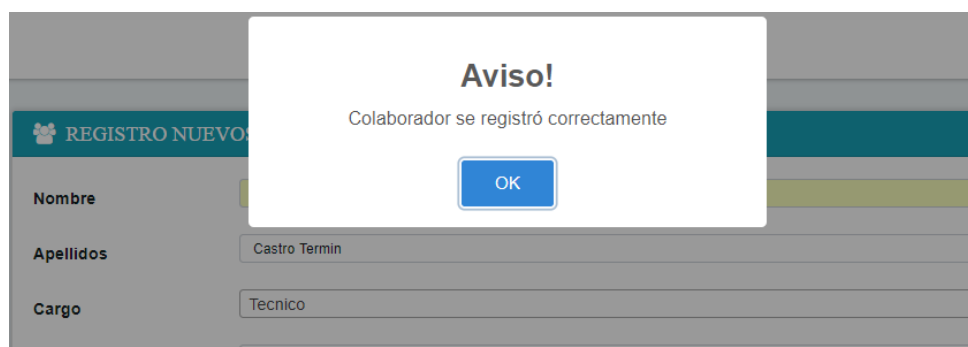 Aviso!
Colaborador se registró correctamente
OK
REGISTRO NUEVOS
Nombre
Apellidos
Castro Termin
Cargo
Tecnico